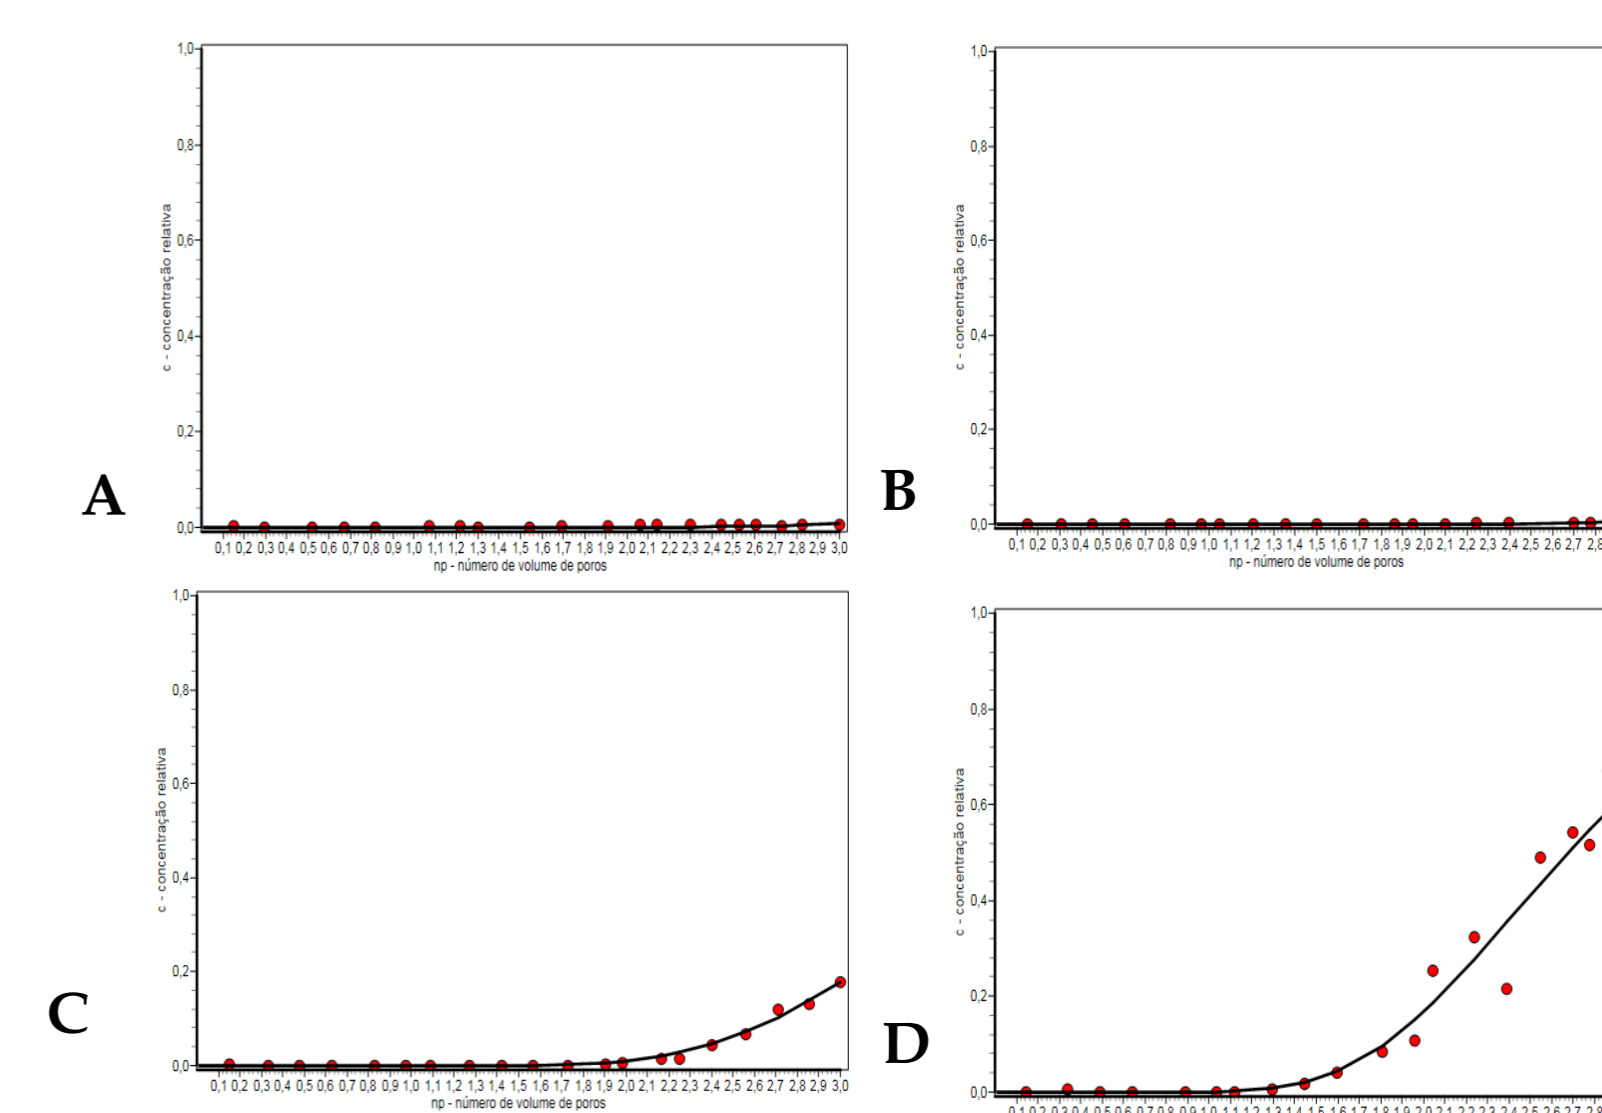 1,0
0,8
0,6
0,4
0,2
0,0
c - concentração relativa
0,1 0,2 0,3 0,4 0,5 0,6 0,7 0,8 0,9 1,0 1,1 1,2 1,3 1,4 1,5 1,6 1,7 1,8 1,9 2,0 2,1 2,2 2,3 2,4 2,5 2,6 2,7 2,8 2,9 3,0
np - número de volume de poros
A
1,0
0,8
0,6
0,4
0,2
0,0
c - concentração relativa
0,1 0,2 0,3 0,4 0,5 0,6 0,7 0,8 0,9 1,0 1,1 1,2 1,3 1,4 1,5 1,6 1,7 1,8 1,9 2,0 2,1 2,2 2,3 2,4 2,5 2,6 2,7 2,8
np - número de volume de poros
B
1,0
0,8
0,6
0,4
0,2
0,0
c - concentração relativa
0,1 0,2 0,3 0,4 0,5 0,6 0,7 0,8 0,9 1,0 1,1 1,2 1,3 1,4 1,5 1,6 1,7 1,8 1,9 2,0 2,1 2,2 2,3 2,4 2,5 2,6 2,7 2,8 2,9 3,0
np - número de volume de poros
C
1,0
0,8
0,6
0,4
0,2
0,0
c - concentração relativa
D